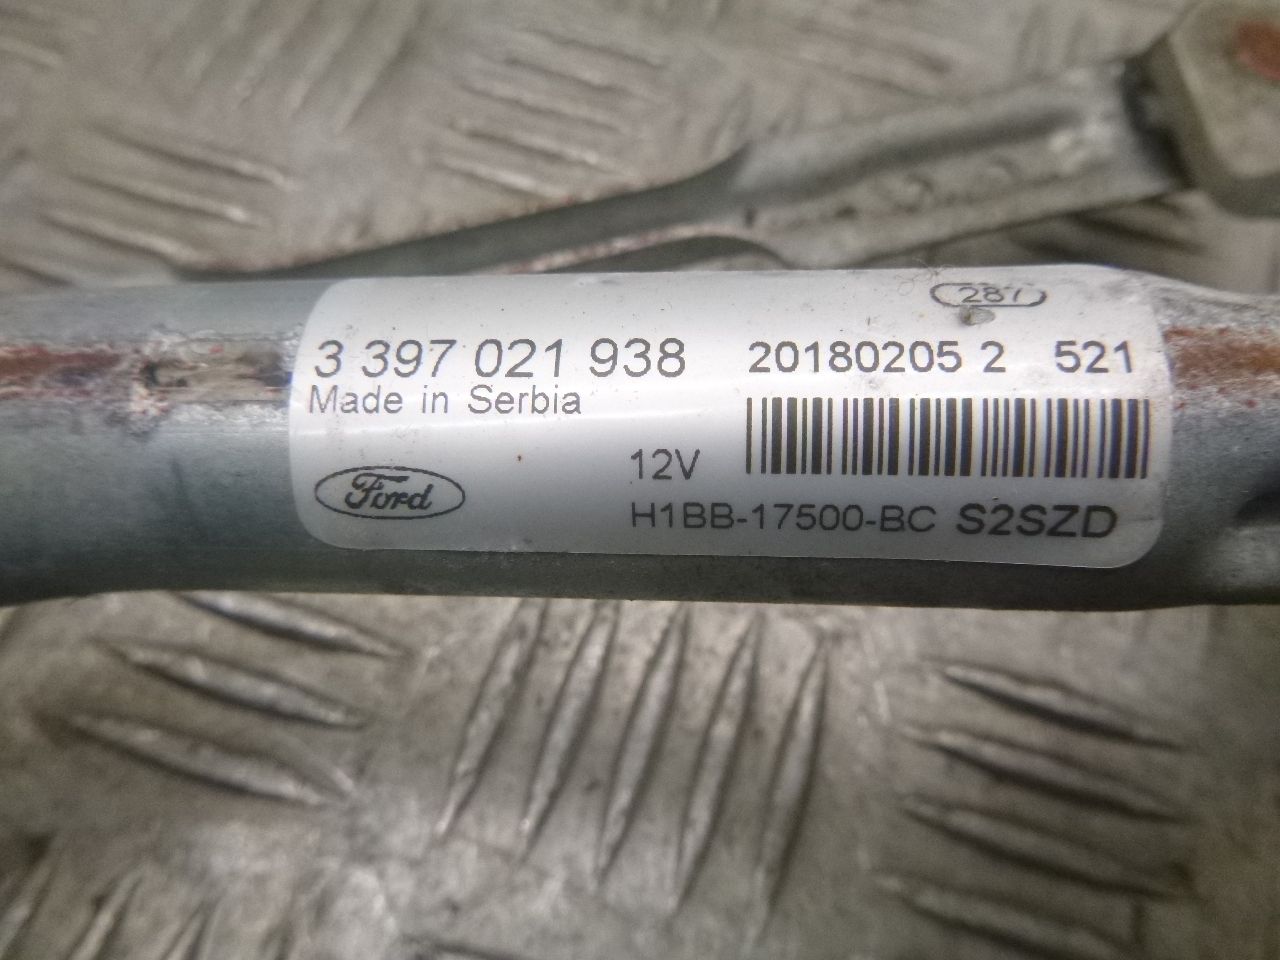 287
3 397 021 938 20180205 2 521
Made in Serbia
12V
Ford
H1BB-17500-BC S2SZD